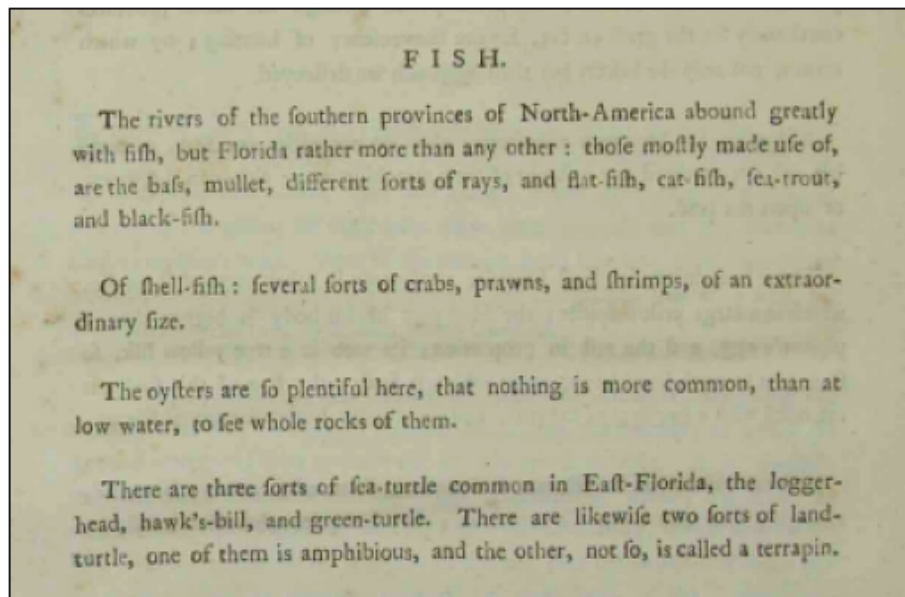 FISH.
The rivers of the ſouthern provinces of North-America abound greatly
with fiſh, but Florida rather more than any other : thoſe moſtly made uſe of,
are the baſs, mullet, different ſorts of rays, and flat-fiſh, cat-fiſh, ſea-trout,
and black-fiſh.
Of ſhell-fiſh : ſeveral ſorts of crabs, prawns, and ſhrimps, of an extraor-
dinary ſize.
The oyſters are ſo plentiful here, that nothing is more common, than at
low water, to ſee whole rocks of them.
There are three ſorts of ſea-turtle common in Eaſt-Florida, the logger-
head, hawk's-bill, and green-turtle. There are likewiſe two ſorts of land-
turtle, one of them is amphibious, and the other, not ſo, is called a terrapin.